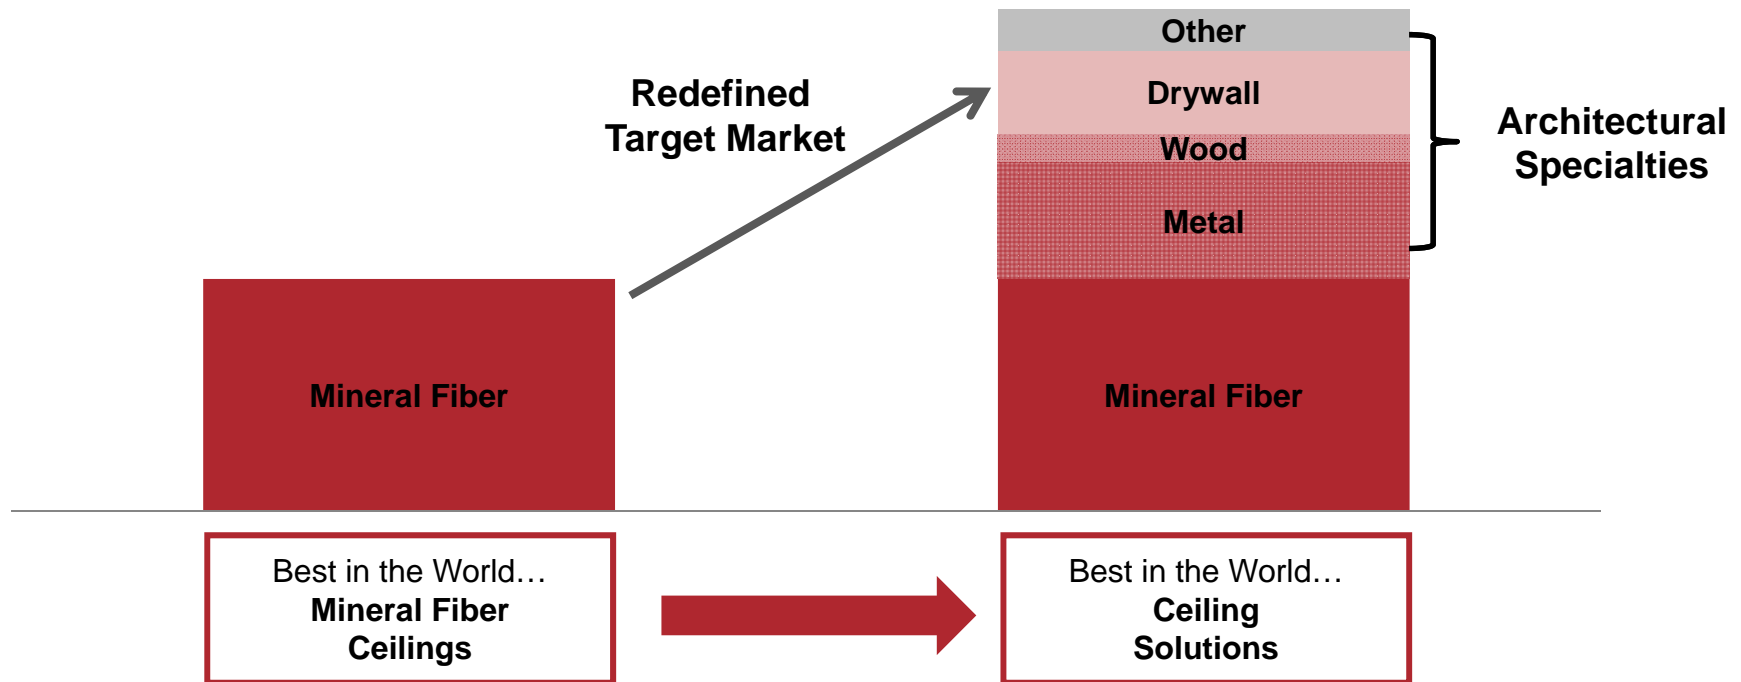 Other
Redefined
Target Market
Drywall
Architectural
Specialties
Wood
Metal
Mineral Fiber
Mineral Fiber
Best in the World…
Mineral Fiber
Ceilings
Best in the World…
Ceiling
Solutions